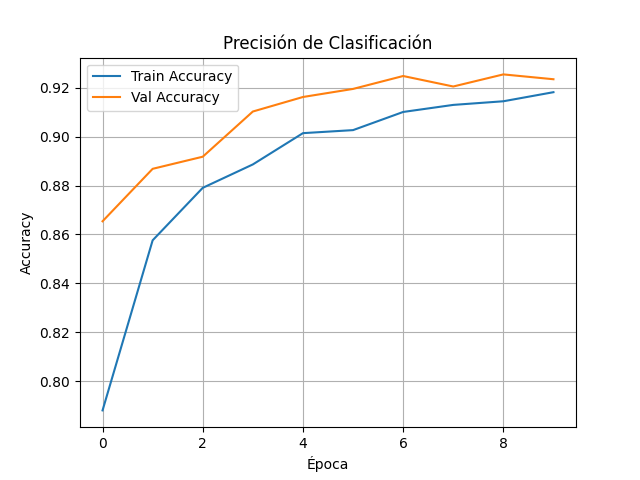 Precisión de Clasificación
Train Accuracy
Val Accuracy
Accuracy
0.92
0.90
0.88
0.86
0.84
0.82
0.80
0 2 4 6 8
Época